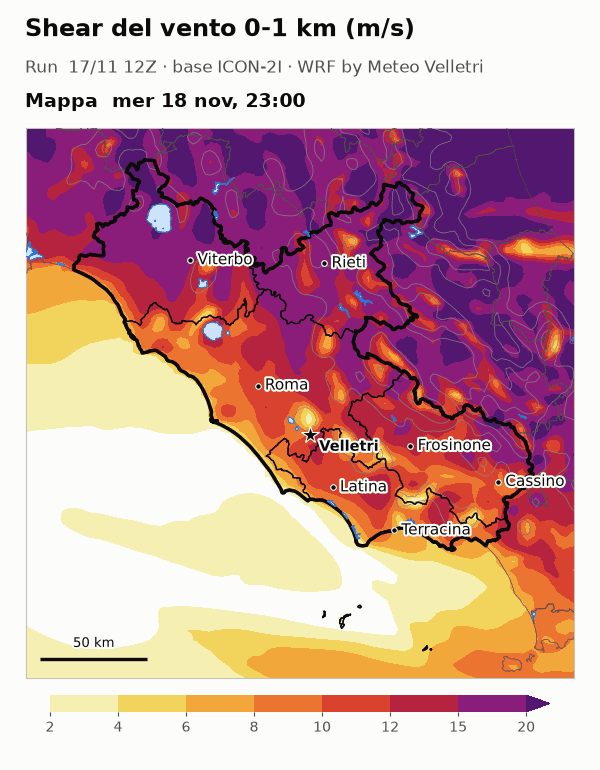 Shear del vento 0-1 km (m/s)
Run 17/11 12Z · base ICON-2I · WRF by Meteo Velletri
Mappa mer 18 nov, 23:00
Viterbo
Rieti
Roma
Velletri
Frosinone
Latina
Cassino
Terracina
50 km
2 4 6 8 10 12 15 20